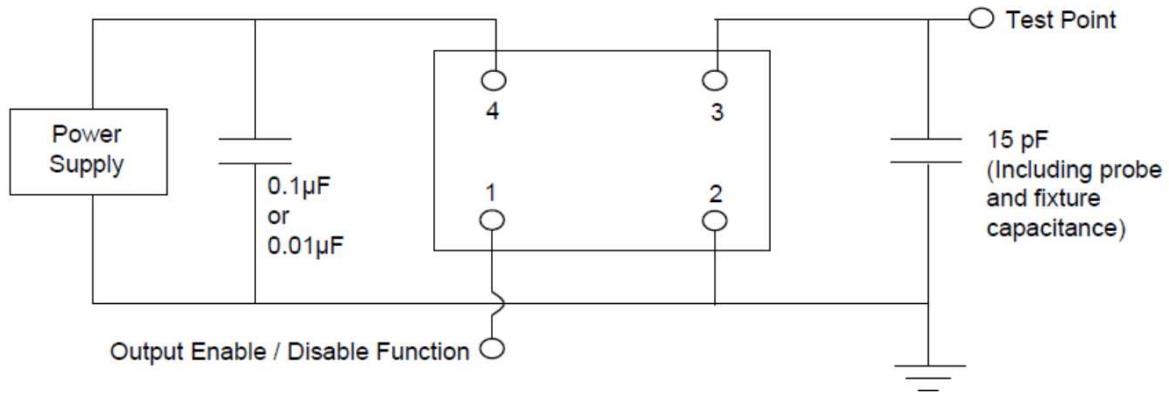 Test Point
Power
Supply
4
3
0.1µF
or
0.01µF
1
2
15 pF
(Including probe
and fixture
capacitance)
Output Enable / Disable Function